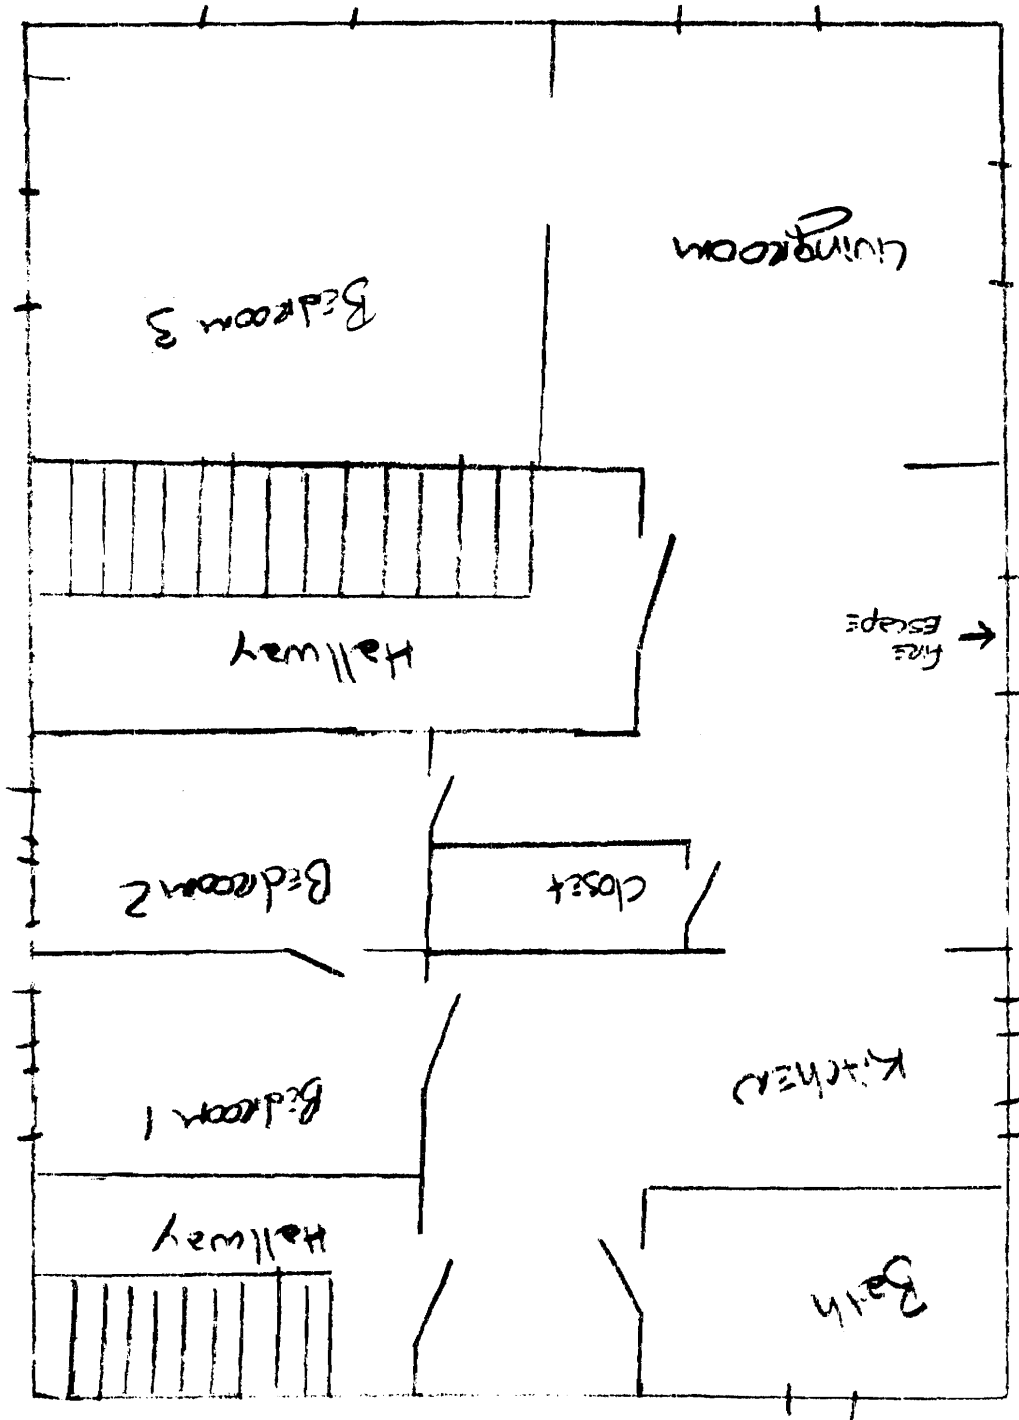 Bath
Hallway
Kitchen
Bedroom 1
Closet
Bedroom 2
Fire
Escape
Hallway
Livingroom
Bedroom 3